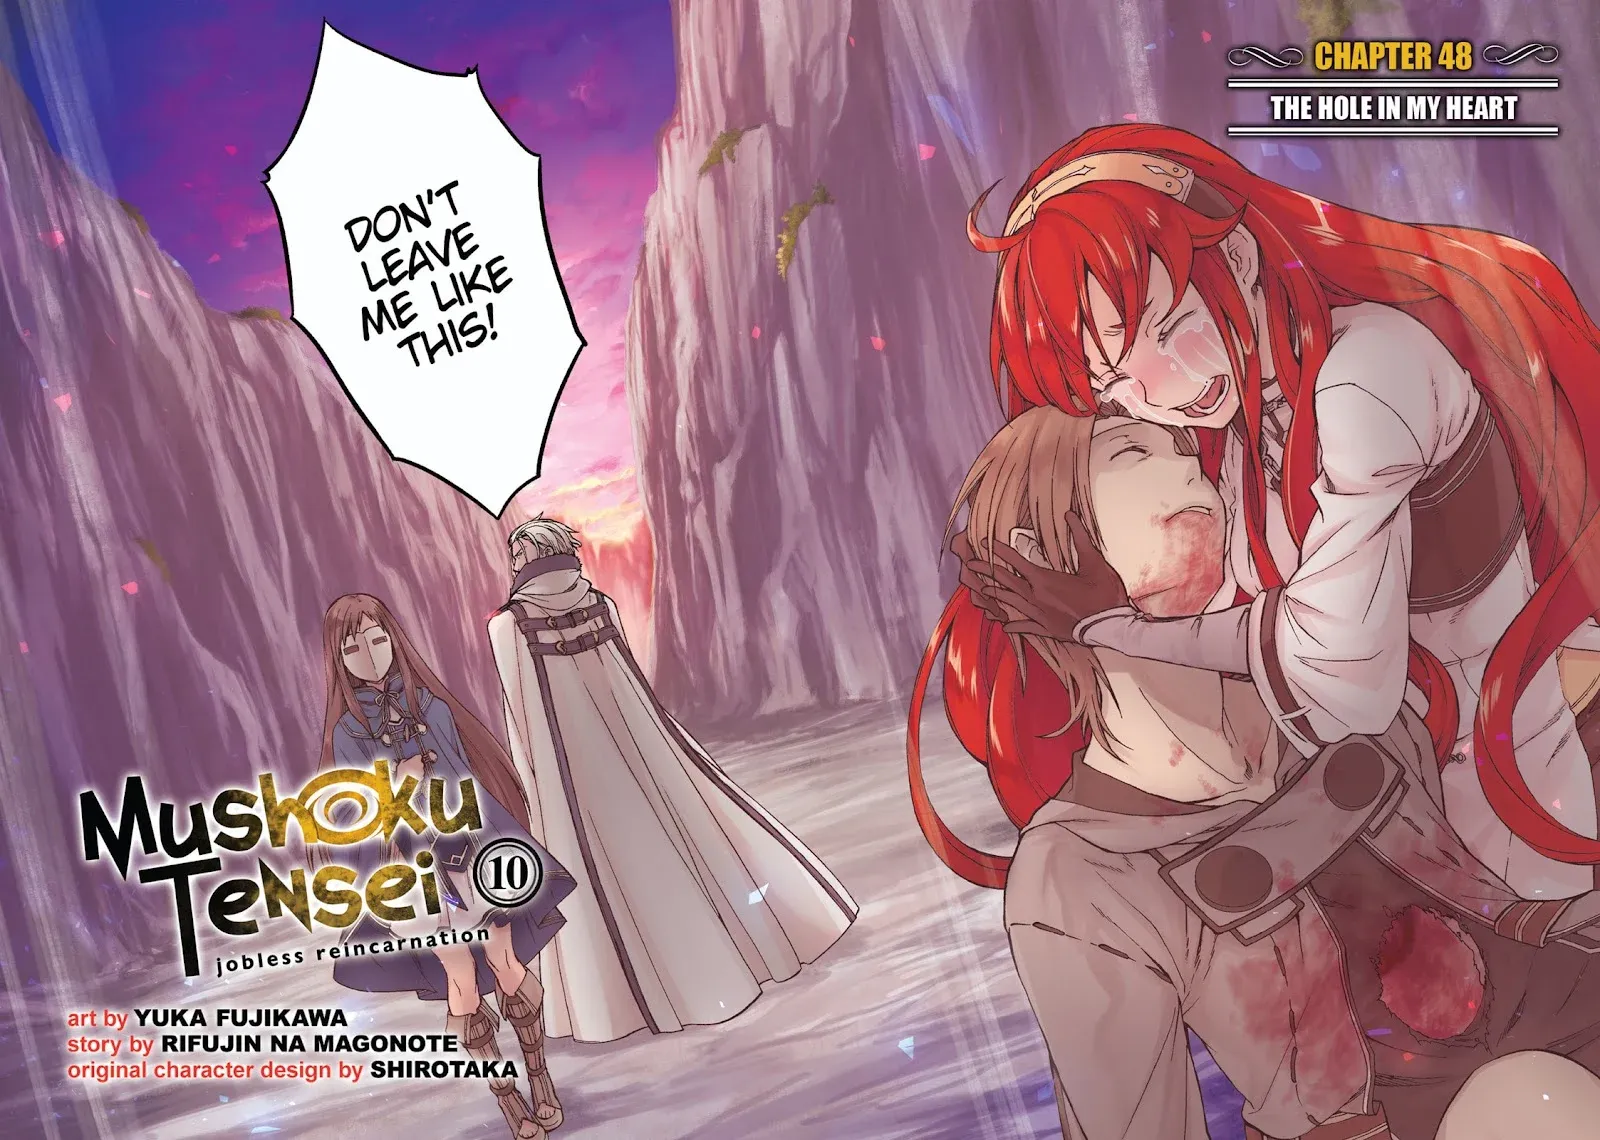 CHAPTER 48
THE HOLE IN MY HEART
DON'T
LEAVE
ME LIKE
THIS!
MUSHOKU
TENSEI
10
jobless reincarnation
art by YUKA FUJIKAWA
story by RIFUJIN NA MAGONOTE
original character design by SHIROTAKA